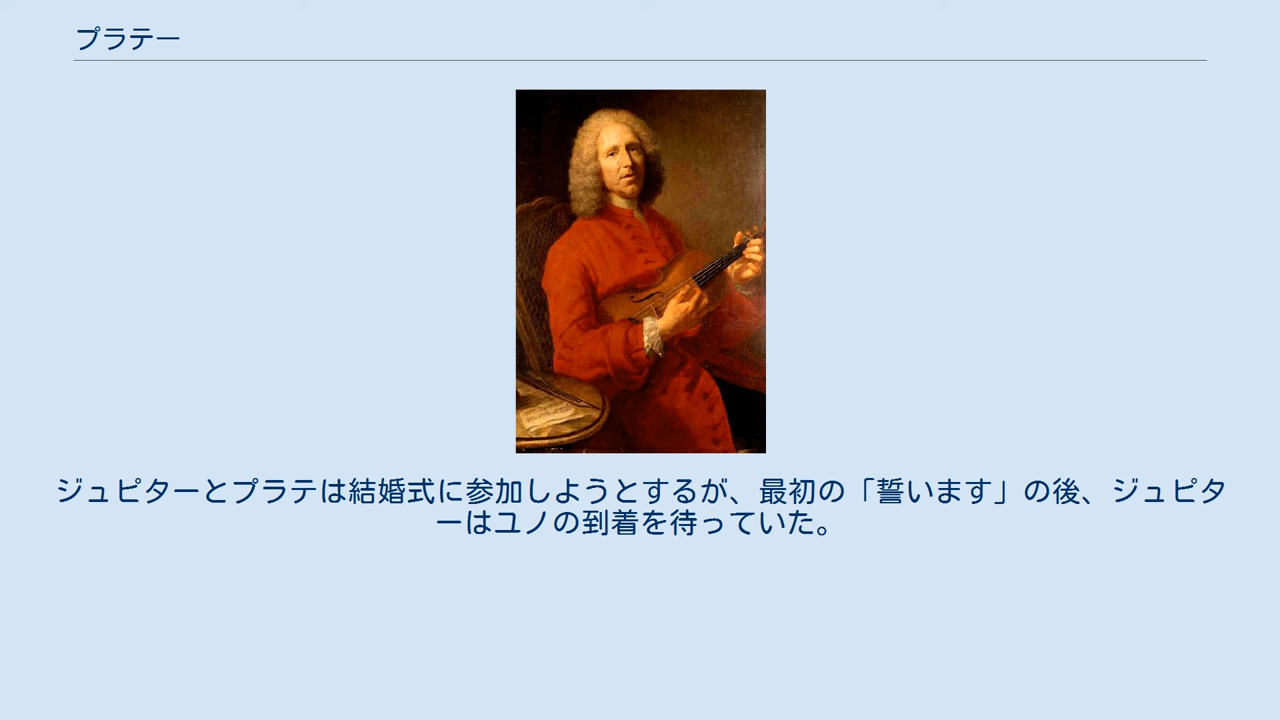 プラテー
ジュピターとプラテは結婚式に参加しようとするが、最初の「誓います」の後、ジュピタ
ーはユノの到着を待っていた。